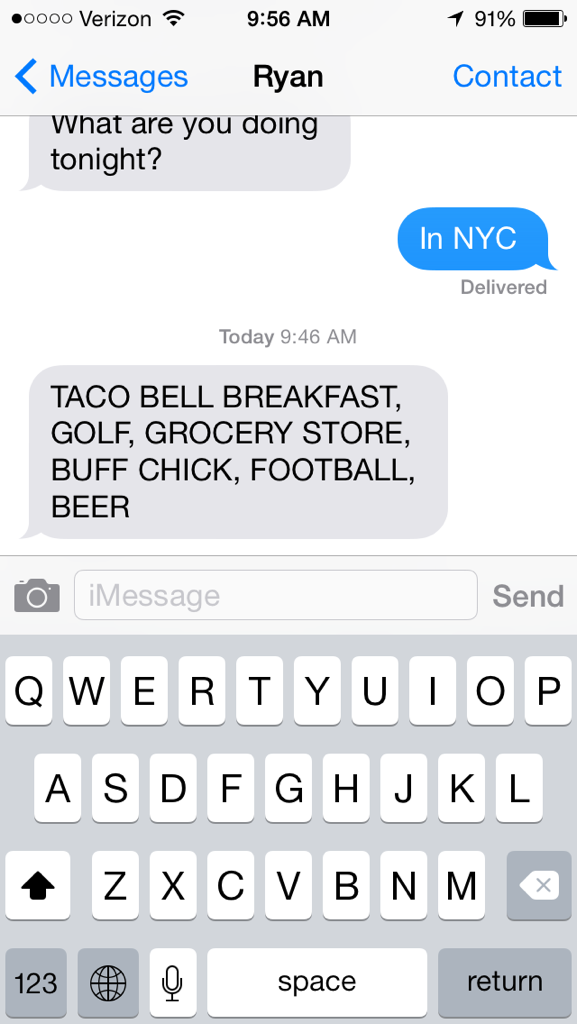 Verizon 9:56 AM 91%
Messages Ryan Contact
What are you doing
tonight?
In NYC
Delivered
Today 9:46 AM
TACO BELL BREAKFAST,
GOLF, GROCERY STORE,
BUFF CHICK, FOOTBALL,
BEER
iMessage Send
Q W E R T Y U I O P
A S D F G H J K L
Z X C V B N M
123 space return